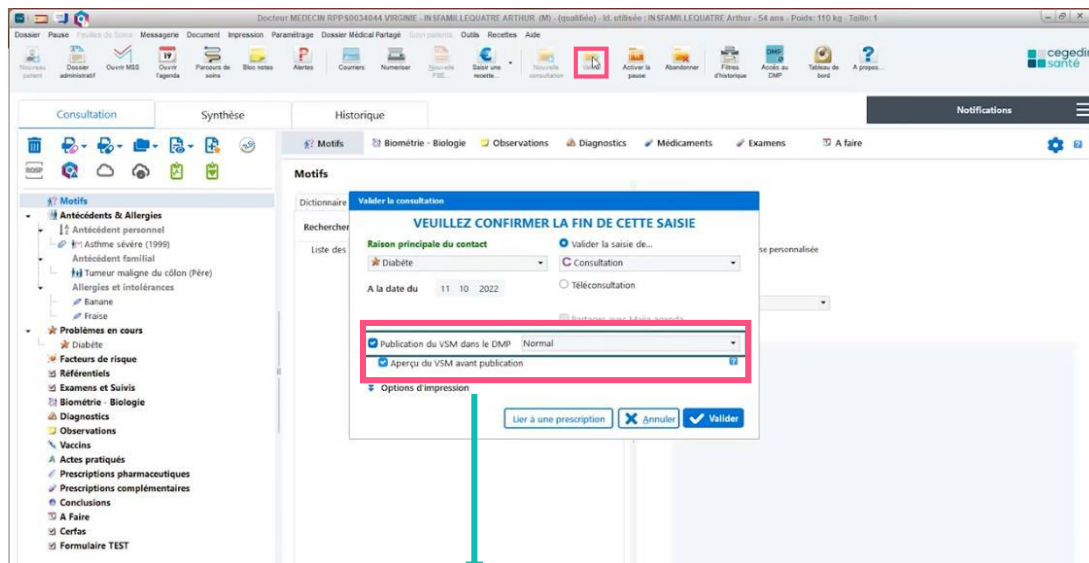 Docteur MEDECIN RPPS0034044 VIRGINIE - INSFAMILLEQUATRE ARTHUR (M) - (qualifiée) - Id. utilisée : INSFAMILLEQUATRE Arthur - 54 ans - Poids: 110 kg - Taille: 1
Dossier Pause Feuilles de Soins Messagerie Document Impression Paramétrage Dossier Médical Partagé Suivi patients Outils Recettes Aide
Nouveau patient
Dossier administratif
Ouvrir MSS
Ouvrir l'agenda
Parcours de soins
Bloc notes
Alertes
Courriers
Numeriser
Nouvelle FSE...
Saisir une recette...
Nouvelle consultation
Activer la pause
Abandonner
Filtres d'historique
Accès au DMP
Tableau de bord
A propos...
cegedim
santé
Consultation Synthèse Historique
Notifications
Motifs Biométrie - Biologie Observations Diagnostics Médicaments Examens A faire
ROSP
Motifs
Antécédents & Allergies
Antécédent personnel
Asthme sévère (1999)
Antécédent familial
Tumeur maligne du côlon (Père)
Allergies et intolérances
Banane
Fraise
Problèmes en cours
Diabète
Facteurs de risque
Référentiels
Examens et Suivis
Biométrie - Biologie
Diagnostics
Observations
Vaccins
Actes pratiqués
Prescriptions pharmaceutiques
Prescriptions complémentaires
Conclusions
A Faire
Cerfas
Formulaire TEST
Motifs
Dictionnaire
Rechercher
Liste des
se personnalisée
Valider la consultation
VEUILLEZ CONFIRMER LA FIN DE CETTE SAISIE
Raison principale du contact
Valider la saisie de...
Diabète
C Consultation
A la date du 11 10 2022
Téléconsultation
Partager avec Maiia agenda
Publication du VSM dans le DMP Normal
Aperçu du VSM avant publication
Options d'impression
Lier à une prescription Annuler Valider